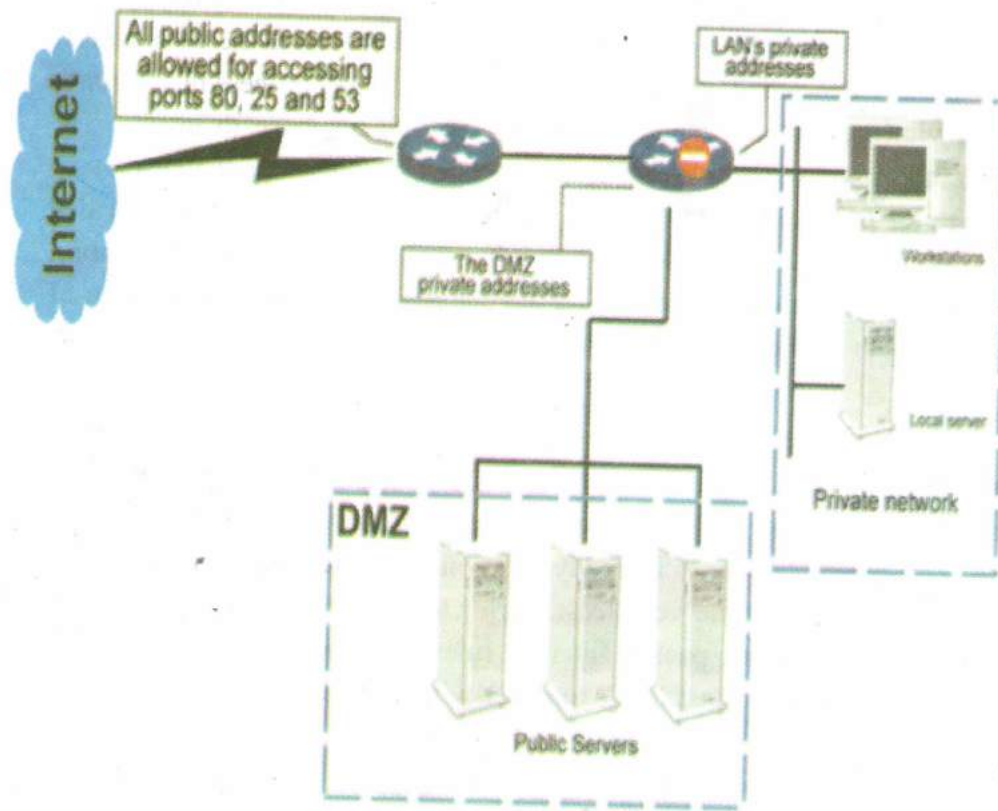 All public addresses are
allowed for accessing
ports 80, 25 and 53
LAN's private
addresses
Internet
The DMZ
private addresses
Workstations
Local server
Private network
DMZ
Public Servers